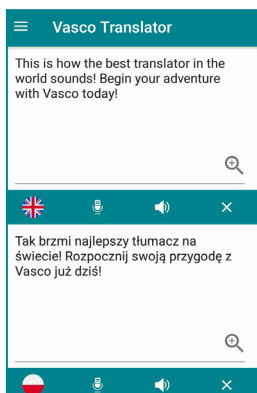 Vasco Translator
This is how the best translator in the
world sounds! Begin your adventure
with Vasco today!
Tak brzmi najlepszy tłumacz na
świecie! Rozpocznij swoją przygodę z
Vasco już dziś!